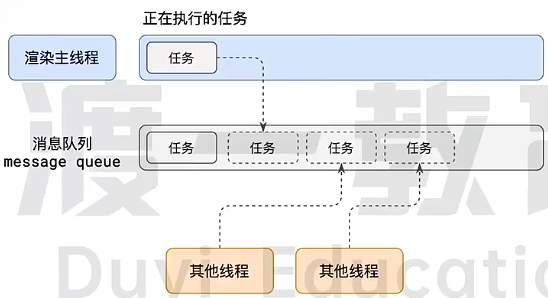 正在执行的任务
渲染主线程
任务
消息队列
message queue
任务
任务
任务
任务
其他线程
其他线程
渡一教育
Duyi Education